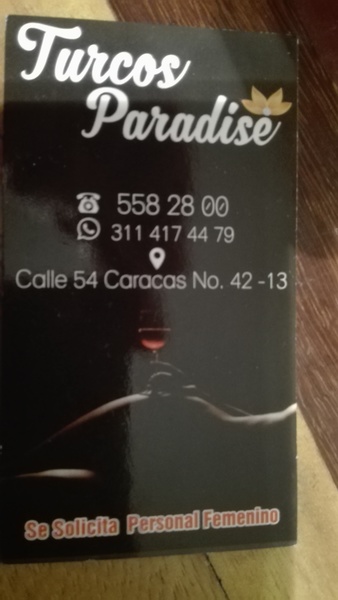 Turcos
Paradise
558 28 00
311 417 44 79
Calle 54 Caracas No. 42 -13
Se Solicita Personal Femenino